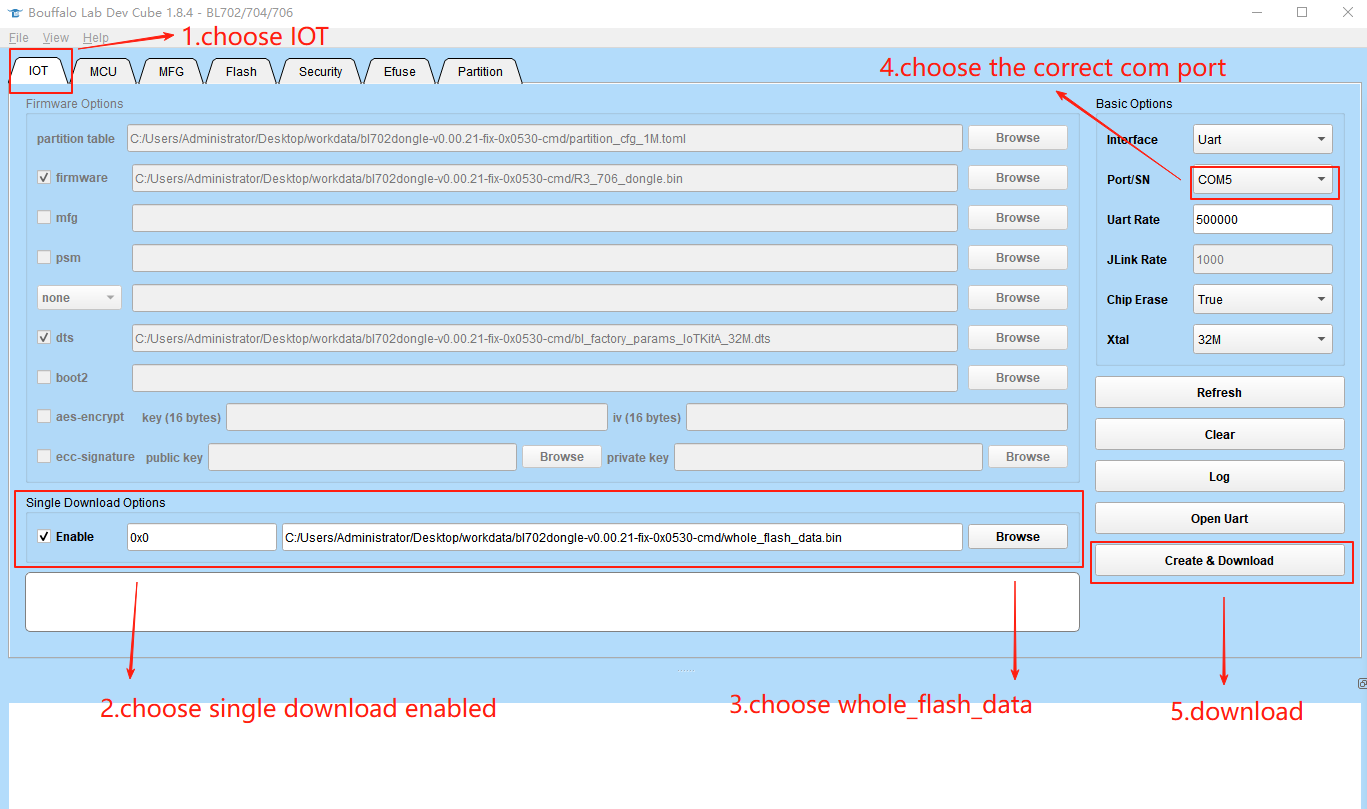 Bouffalo Lab Dev Cube 1.8.4 - BL702/704/706
File View Help
1.choose IOT
IOT MCU MFG Flash Security Efuse Partition
4.choose the correct com port
Firmware Options
partition table C:/Users/Administrator/Desktop/workdata/bl702dongle-v0.00.21-fix-0x0530-cmd/partition_cfg_1M.toml Browse
firmware C:/Users/Administrator/Desktop/workdata/bl702dongle-v0.00.21-fix-0x0530-cmd/R3_706_dongle.bin Browse
mfg Browse
psm Browse
none Browse
dts C:/Users/Administrator/Desktop/workdata/bl702dongle-v0.00.21-fix-0x0530-cmd/bl_factory_params_IoTKitA_32M.dts Browse
boot2 Browse
aes-encrypt key (16 bytes) iv (16 bytes)
ecc-signature public key Browse private key Browse
Single Download Options
Enable 0x0 C:/Users/Administrator/Desktop/workdata/bl702dongle-v0.00.21-fix-0x0530-cmd/whole_flash_data.bin Browse
Basic Options
Interface Uart
Port/SN COM5
Uart Rate 500000
JLink Rate 1000
Chip Erase True
Xtal 32M
Refresh
Clear
Log
Open Uart
Create & Download
2.choose single download enabled
3.choose whole_flash_data
5.download